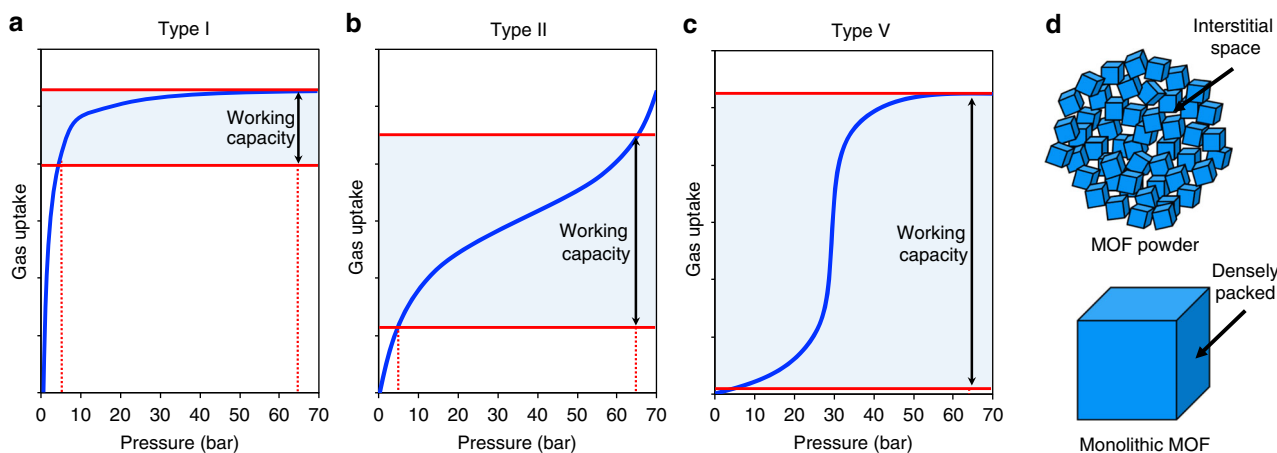 a
Type I
Gas uptake
Working
capacity
0 10 20 30 40 50 60 70
Pressure (bar)
b
Type II
Gas uptake
Working
capacity
0 10 20 30 40 50 60 70
Pressure (bar)
c
Type V
Gas uptake
Working
capacity
0 10 20 30 40 50 60 70
Pressure (bar)
d
Interstitial
space
MOF powder
Densely
packed
Monolithic MOF